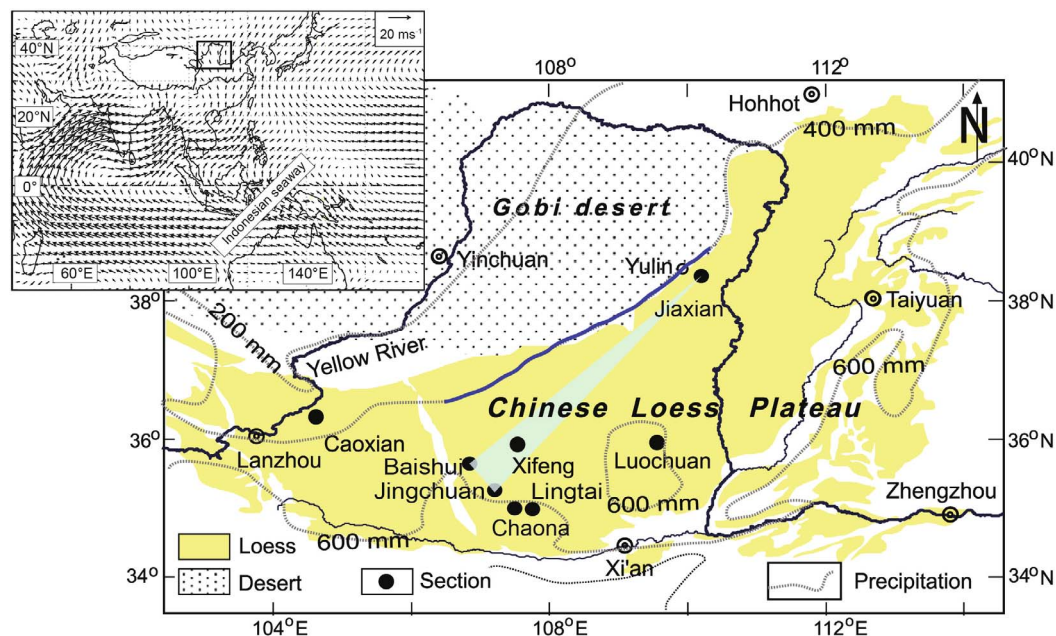 40°N
20 ms⁻¹
20°N
0°
Indonesian seaway
60°E
100°E
140°E
108°
112°
Hohhot
N
400 mm
40°N
Gobi desert
Yinchuan
Yulin
38°
Jiaxian
Taiyuan
38°N
200 mm
Yellow River
600 mm
Chinese Loess Plateau
36°
Caoxian
36°N
Lanzhou
Baishui
Xifeng
Luochuan
Jingchuan
Lingtai
600 mm
Zhengzhou
Chaona
600 mm
Loess
Xi'an
Desert
Section
Precipitation
34°
34°N
104°E
108°E
110°E
112°E